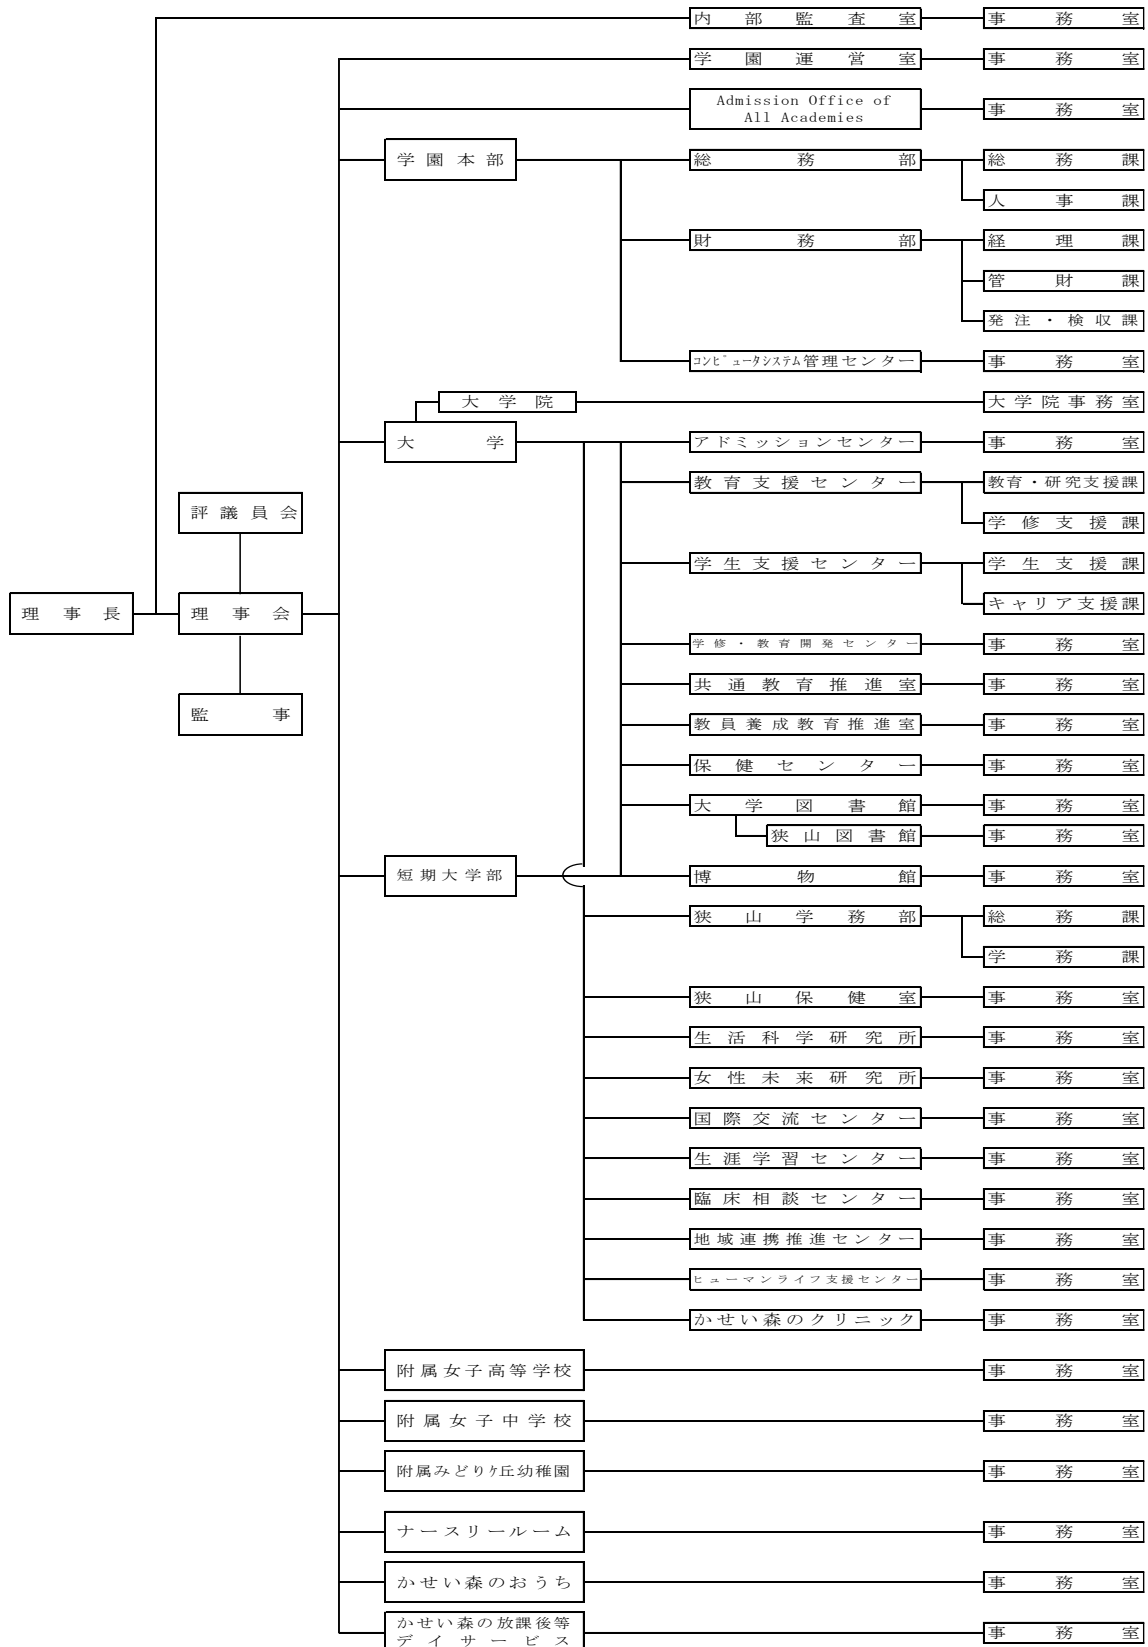 内部監査室 事務室
学園運営室 事務室
Admission Office of
All Academies 事務室
学園本部 総務部 総務課
人事課
財務部 経理課
管財課
発注・検収課
ｺﾝﾋﾟｭｰﾀｼｽﾃﾑ管理センター 事務室
大学院 大学院事務室
大学 アドミッションセンター 事務室
教育支援センター 教育・研究支援課
評議員会
学修支援課
学生支援センター 学生支援課
理事長 理事会 キャリア支援課
学修・教育開発センター 事務室
共通教育推進室 事務室
監事
教員養成教育推進室 事務室
保健センター 事務室
大学図書館 事務室
狭山図書館 事務室
短期大学部 博物館 事務室
狭山学務部 総務課
学務課
狭山保健室 事務室
生活科学研究所 事務室
女性未来研究所 事務室
国際交流センター 事務室
生涯学習センター 事務室
臨床相談センター 事務室
地域連携推進センター 事務室
ヒューマンライフ支援センター 事務室
かせい森のクリニック 事務室
附属女子高等学校 事務室
附属女子中学校 事務室
附属みどりｹ丘幼稚園 事務室
ナースリールーム 事務室
かせい森のおうち 事務室
かせい森の放課後等
デイサービス 事務室